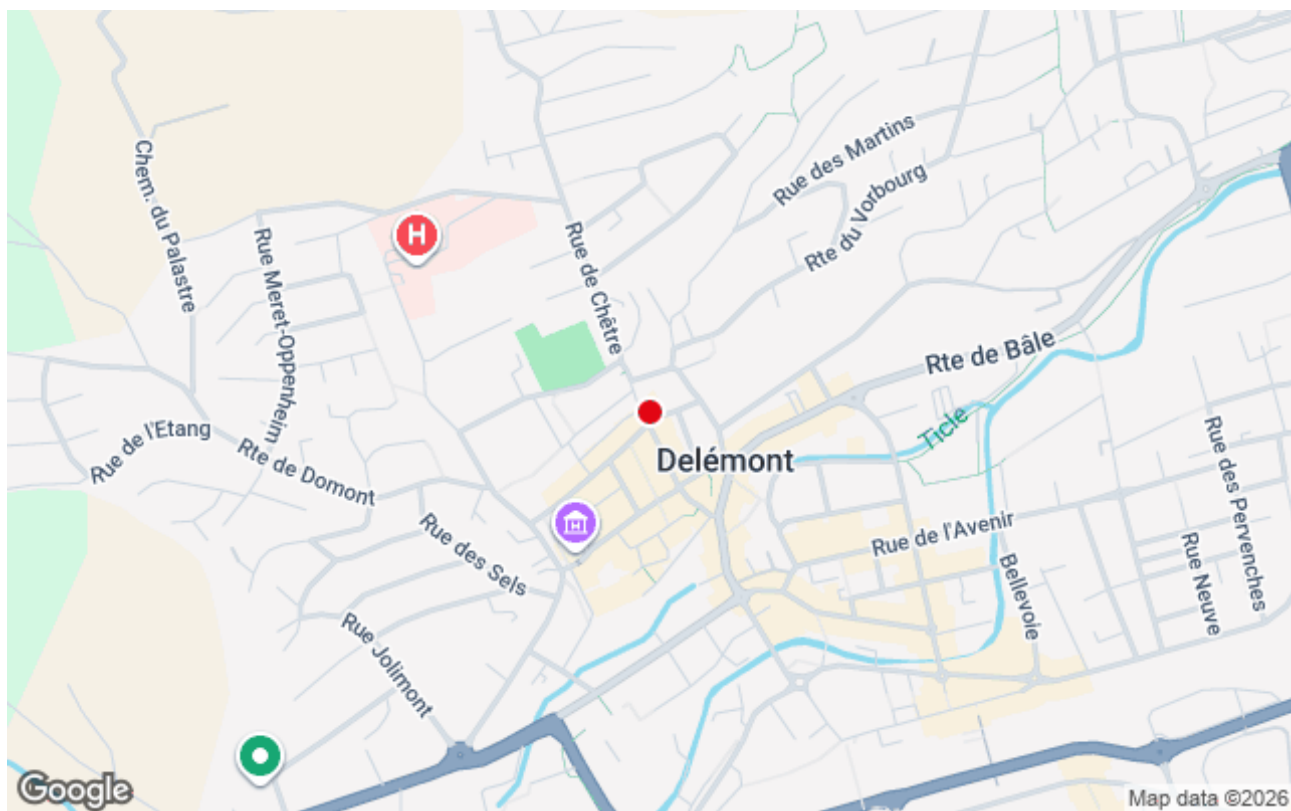 Rue des Martins
Chem. du Palastre
Rte du Vorbourg
H
Rue Meret-Oppenheim
Rue de Chêtre
Rte de Bâle
Rue de l'Etang
Ticle
Rte de Domont
Delémont
Rue des Pervenches
Rue de l'Avenir
Rue des Sels
Bellevoie
Rue Neuve
Rue Jolimont
Google
Map data ©2026